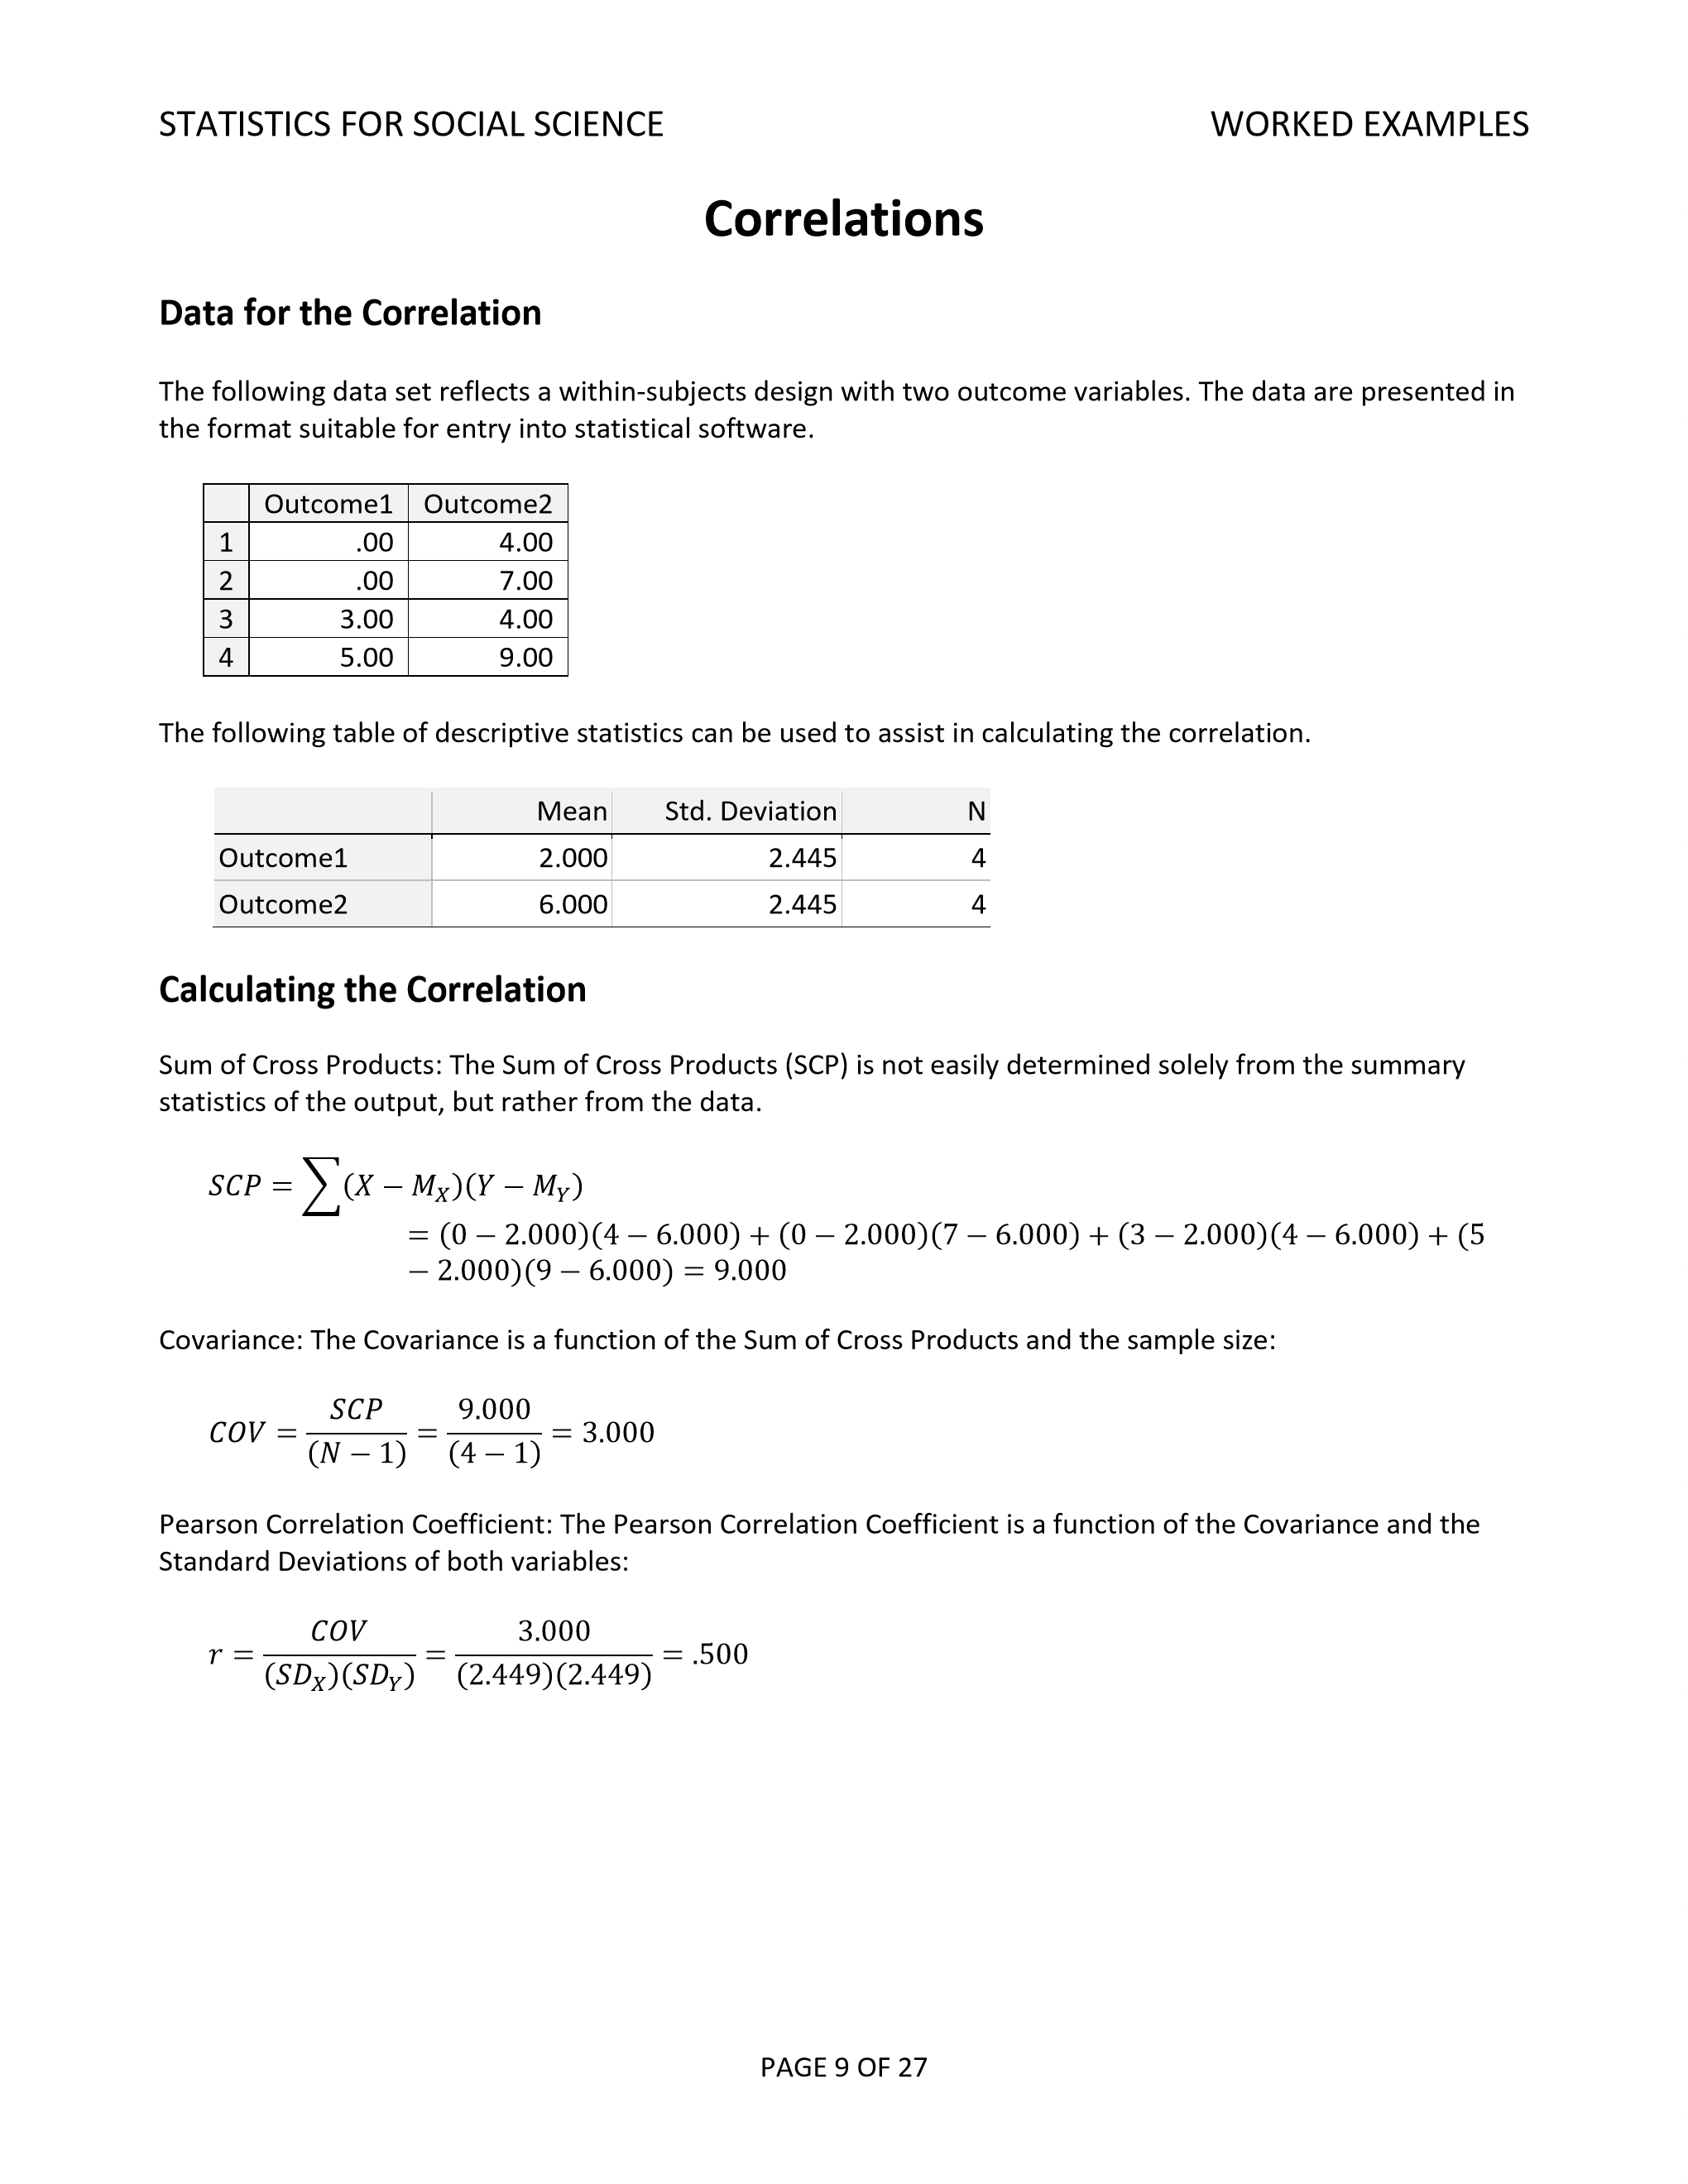 STATISTICS FOR SOCIAL SCIENCE WORKED EXAMPLES
Correlations
Data for the Correlation
The following data set reflects a within-subjects design with two outcome variables. The data are presented in
the format suitable for entry into statistical software.
Outcome1 Outcome2
1 .00 4.00
2 .00 7.00
3 3.00 4.00
4 5.00 9.00
The following table of descriptive statistics can be used to assist in calculating the correlation.
Mean Std. Deviation N
Outcome1 2.000 2.445 4
Outcome2 6.000 2.445 4
Calculating the Correlation
Sum of Cross Products: The Sum of Cross Products (SCP) is not easily determined solely from the summary
statistics of the output, but rather from the data.
SCP = ∑(X − M_X)(Y − M_Y)
= (0 − 2.000)(4 − 6.000) + (0 − 2.000)(7 − 6.000) + (3 − 2.000)(4 − 6.000) + (5
− 2.000)(9 − 6.000) = 9.000
Covariance: The Covariance is a function of the Sum of Cross Products and the sample size:
COV = SCP / (N − 1) = 9.000 / (4 − 1) = 3.000
Pearson Correlation Coefficient: The Pearson Correlation Coefficient is a function of the Covariance and the
Standard Deviations of both variables:
r = COV / (SD_X)(SD_Y) = 3.000 / (2.449)(2.449) = .500
PAGE 9 OF 27